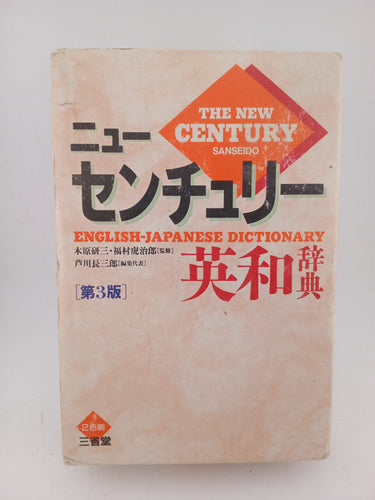 THE NEW
CENTURY
SANSEIDO
ニュー
センチュリー
ENGLISH-JAPANESE DICTIONARY
木原研三・福村虎治郎[監修]
芦川長三郎[編集代表]
英和辞典
[第3版]
2色刷
三省堂